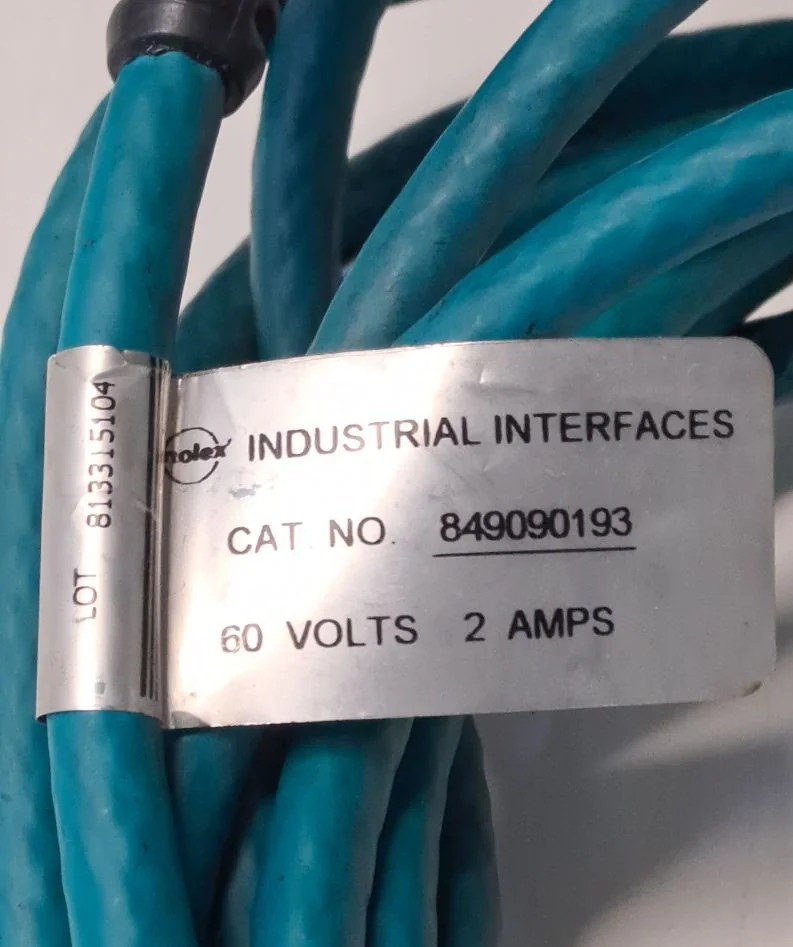 LOT 813315104
molex INDUSTRIAL INTERFACES
CAT. NO. 849090193
60 VOLTS 2 AMPS